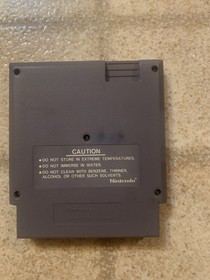 CAUTION
• DO NOT STORE IN EXTREME TEMPERATURES.
• DO NOT IMMERSE IN WATER.
• DO NOT CLEAN WITH BENZENE, THINNER,
ALCOHOL OR OTHER SUCH SOLVENTS.
Nintendo